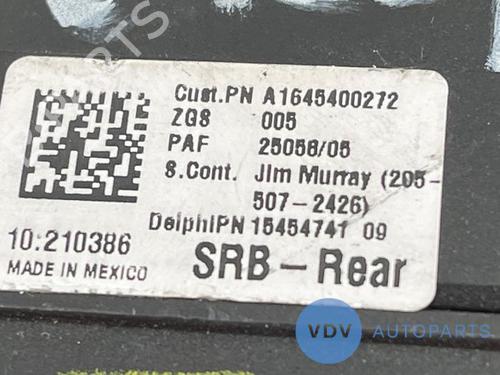 Cust.PN A1645400272
ZGS 005
PAF 25056/05
S.Cont. Jim Murray (205-
507-2426)
DelphiPN 15454741 09
10:210386
MADE IN MEXICO
SRB - Rear
VDV AUTOPARTS